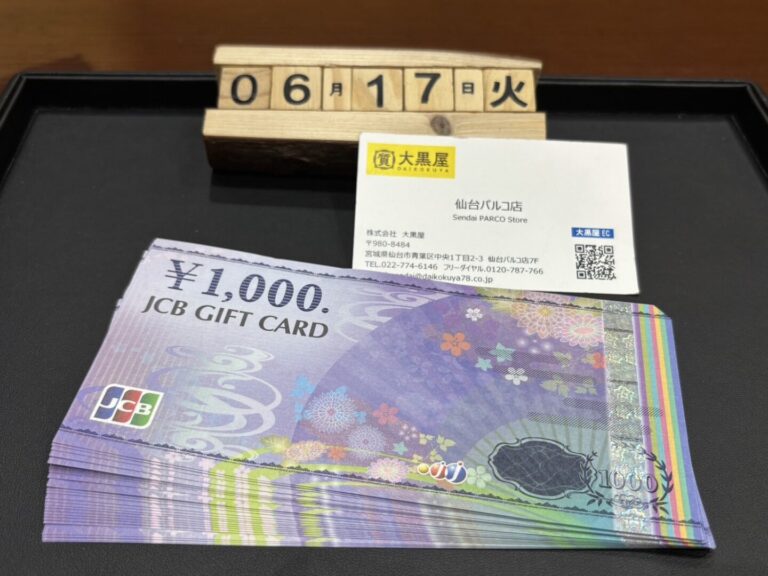 06月17日火
質 大黒屋
DAIKOKUYA
仙台パルコ店
Sendai PARCO Store
株式会社 大黒屋
大黒屋 EC
〒980-8484
宮城県仙台市青葉区中央1丁目2-3 仙台パルコ店7F
TEL.022-774-6146 フリーダイヤル.0120-787-766
@daikokuya78.co.jp
¥1,000.
JCB GIFT CARD
JCB
1000